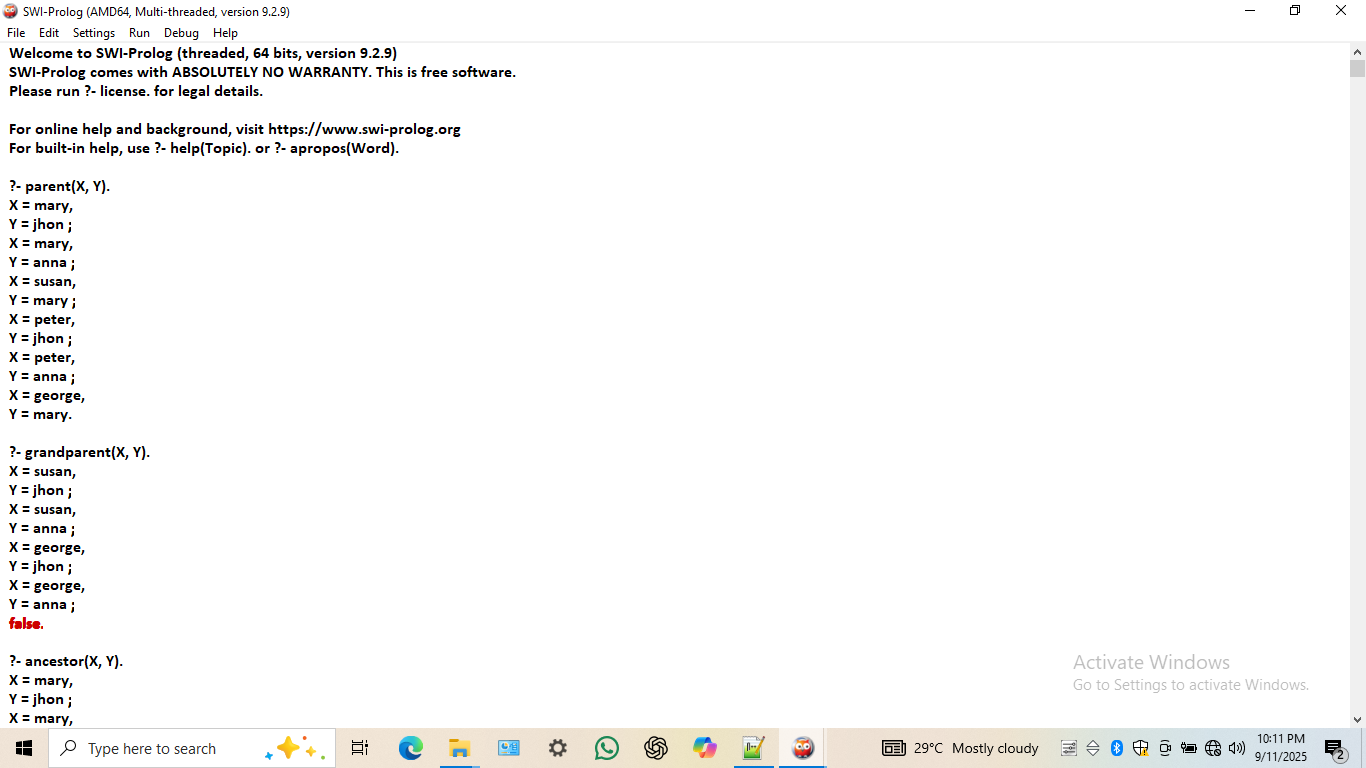 SWI-Prolog (AMD64, Multi-threaded, version 9.2.9)
File Edit Settings Run Debug Help
Welcome to SWI-Prolog (threaded, 64 bits, version 9.2.9)
SWI-Prolog comes with ABSOLUTELY NO WARRANTY. This is free software.
Please run ?- license. for legal details.
For online help and background, visit https://www.swi-prolog.org
For built-in help, use ?- help(Topic). or ?- apropos(Word).
?- parent(X, Y).
X = mary,
Y = jhon ;
X = mary,
Y = anna ;
X = susan,
Y = mary ;
X = peter,
Y = jhon ;
X = peter,
Y = anna ;
X = george,
Y = mary.
?- grandparent(X, Y).
X = susan,
Y = jhon ;
X = susan,
Y = anna ;
X = george,
Y = jhon ;
X = george,
Y = anna ;
false.
?- ancestor(X, Y).
X = mary,
Y = jhon ;
X = mary,
Activate Windows
Go to Settings to activate Windows.
Type here to search
29°C Mostly cloudy
10:11 PM
9/11/2025
2